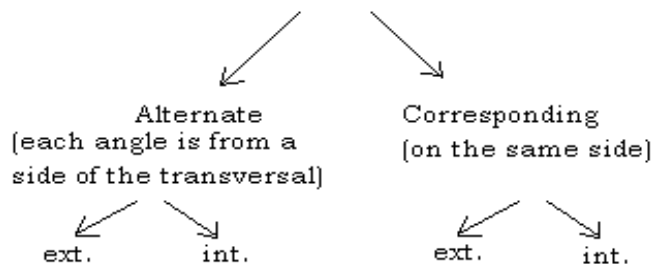 Alternate
(each angle is from a
side of the transversal)
ext.
int.
Corresponding
(on the same side)
ext.
int.